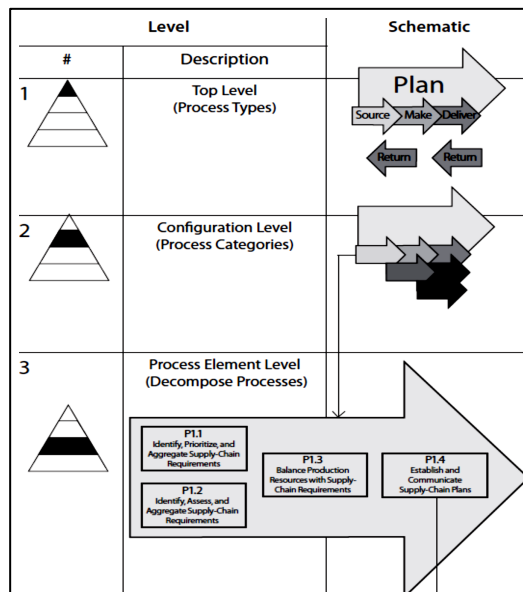 Level
Schematic
#
Description
1
Top Level
(Process Types)
Plan
Source
Make
Deliver
Return
Return
2
Configuration Level
(Process Categories)
3
Process Element Level
(Decompose Processes)
P1.1
Identify, Prioritize, and
Aggregate Supply-Chain
Requirements
P1.2
Identify, Assess, and
Aggregate Supply-Chain
Requirements
P1.3
Balance Production
Resources with Supply-
Chain Requirements
P1.4
Establish and
Communicate
Supply-Chain Plans